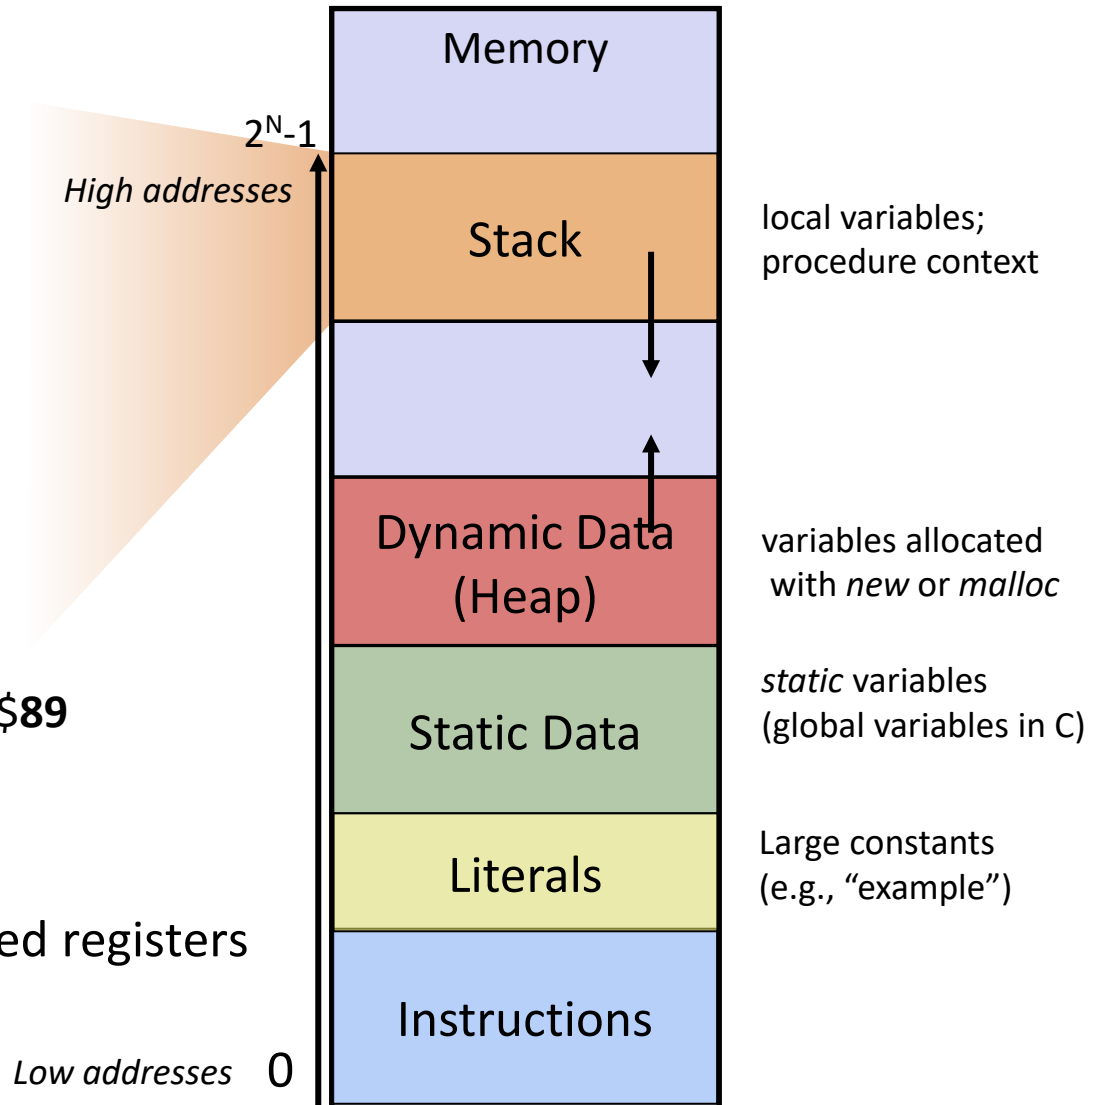 Memory
2ᴺ-1
High addresses
Stack
local variables;
procedure context
Dynamic Data
(Heap)
variables allocated
with new or malloc
$89
Static Data
static variables
(global variables in C)
Literals
Large constants
(e.g., “example”)
ed registers
Instructions
Low addresses 0